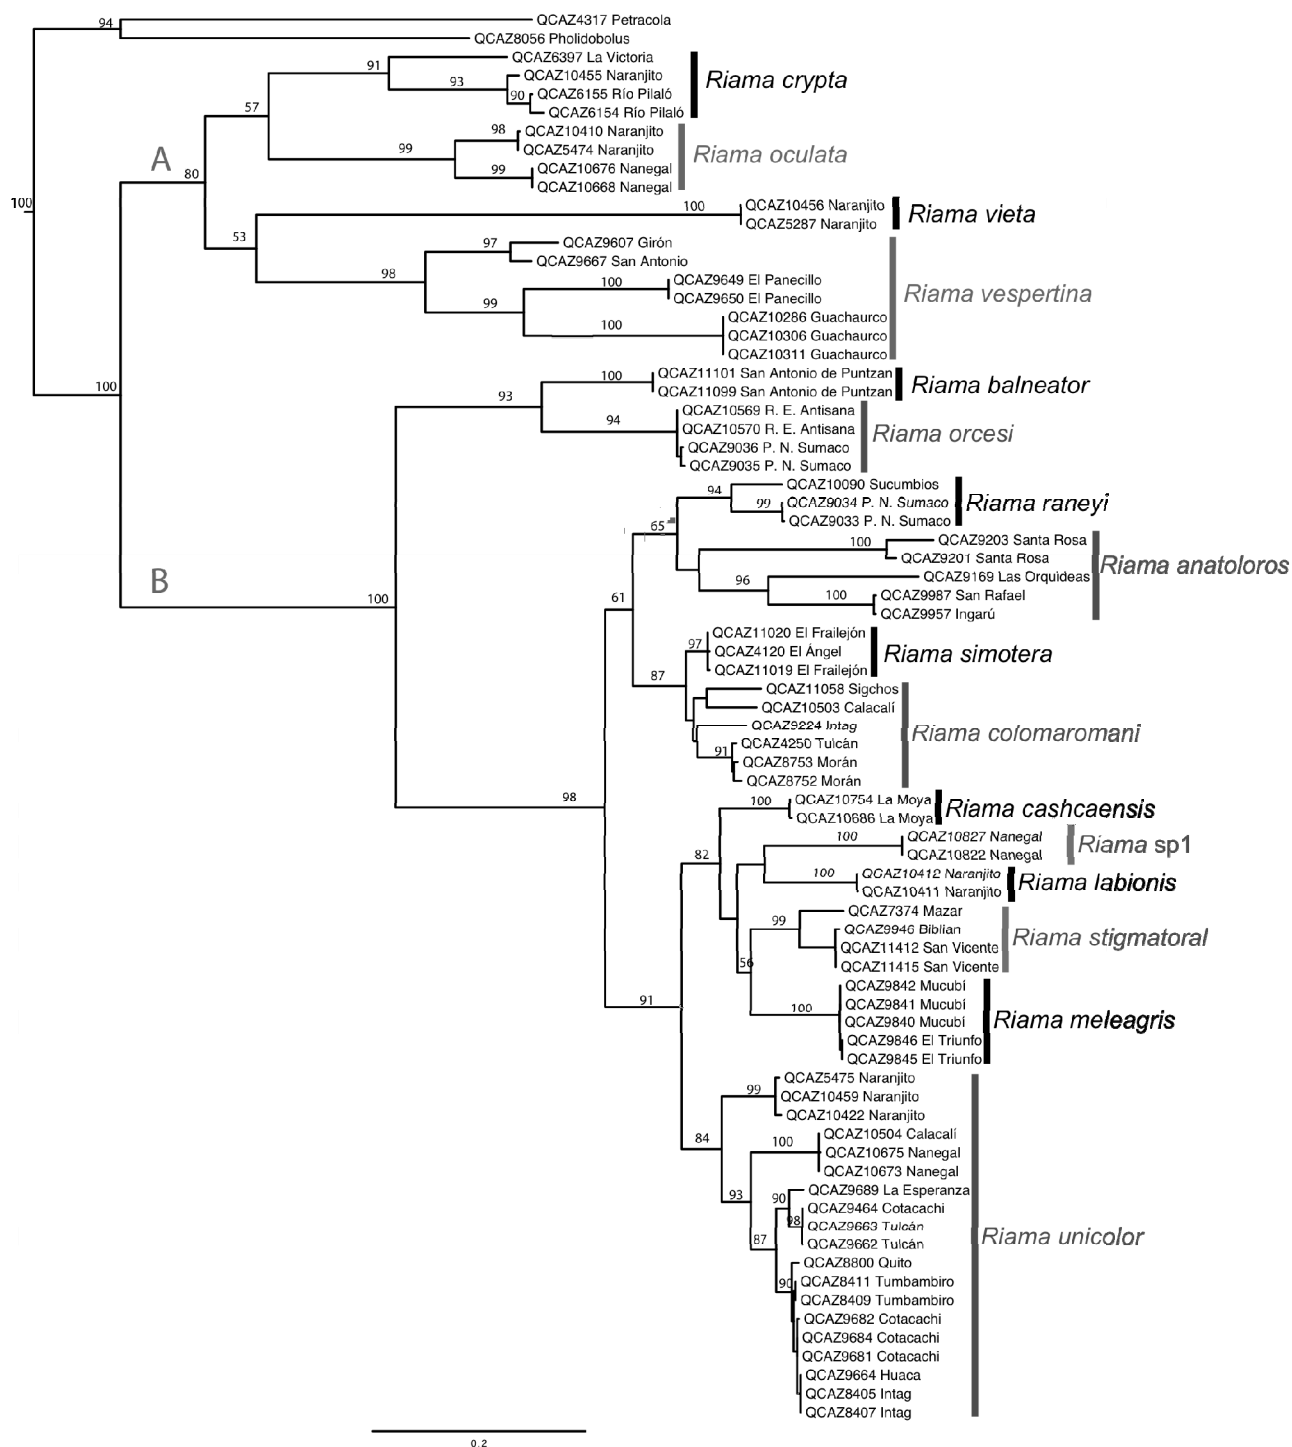 94
QCAZ4317 Petracola
QCAZ8056 Pholidobolus
QCAZ6397 La Victoria
91
QCAZ10455 Naranjito
Riama crypta
93
90
QCAZ6155 Río Pilaló
57
QCAZ6154 Río Pilaló
98
QCAZ10410 Naranjito
99
QCAZ5474 Naranjito
Riama oculata
A
80
99
QCAZ10676 Nanegal
QCAZ10668 Nanegal
100
100
QCAZ10456 Naranjito
Riama vieta
QCAZ5287 Naranjito
53
97
QCAZ9607 Girón
QCAZ9667 San Antonio
98
100
QCAZ9649 El Panecillo
Riama vespertina
QCAZ9650 El Panecillo
99
QCAZ10286 Guachaurco
100
QCAZ10306 Guachaurco
QCAZ10311 Guachaurco
100
100
QCAZ11101 San Antonio de Puntzan
Riama balneator
QCAZ11099 San Antonio de Puntzan
93
QCAZ10569 R. E. Antisana
94
QCAZ10570 R. E. Antisana
Riama orcesi
QCAZ9036 P. N. Sumaco
QCAZ9035 P. N. Sumaco
94
QCAZ10090 Sucumbios
99
QCAZ9034 P. N. Sumaco
Riama raneyi
QCAZ9033 P. N. Sumaco
65
100
QCAZ9203 Santa Rosa
QCAZ9201 Santa Rosa
Riama anatoloros
96
QCAZ9169 Las Orquideas
B
100
61
100
QCAZ9987 San Rafael
QCAZ9957 Ingarú
QCAZ11020 El Frailejón
97
QCAZ4120 El Ángel
Riama simotera
QCAZ11019 El Frailejón
87
QCAZ11058 Sigchos
QCAZ10503 Calacalí
QCAZ9224 Intag
Riama colomaromani
91
QCAZ4250 Tulcán
QCAZ8753 Morán
QCAZ8752 Morán
98
100
QCAZ10754 La Moya
Riama cashcaensis
QCAZ10686 La Moya
100
QCAZ10827 Nanegal
Riama sp1
82
QCAZ10822 Nanegal
100
QCAZ10412 Naranjito
Riama labionis
QCAZ10411 Naranjito
99
QCAZ7374 Mazar
QCAZ9946 Biblian
Riama stigmatoral
QCAZ11412 San Vicente
56
QCAZ11415 San Vicente
QCAZ9842 Mucubí
91
100
QCAZ9841 Mucubí
QCAZ9840 Mucubí
Riama meleagris
QCAZ9846 El Triunfo
QCAZ9845 El Triunfo
QCAZ5475 Naranjito
99
QCAZ10459 Naranjito
QCAZ10422 Naranjito
84
100
QCAZ10504 Calacalí
QCAZ10675 Nanegal
QCAZ10673 Nanegal
93
90
QCAZ9689 La Esperanza
QCAZ9464 Cotacachi
98
QCAZ9663 Tulcán
Riama unicolor
87
QCAZ9662 Tulcán
QCAZ8800 Quito
90
QCAZ8411 Tumbambiro
QCAZ8409 Tumbambiro
QCAZ9682 Cotacachi
QCAZ9684 Cotacachi
QCAZ9681 Cotacachi
QCAZ9664 Huaca
QCAZ8405 Intag
QCAZ8407 Intag
0.2